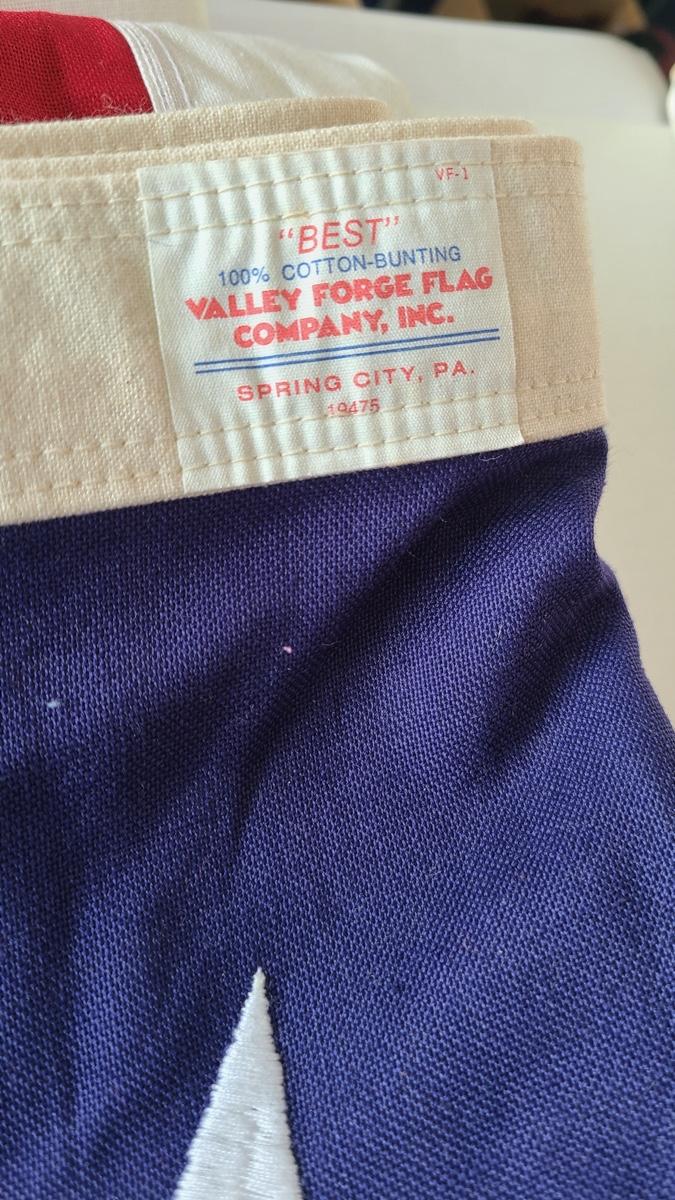 VF-1
“BEST”
100% COTTON-BUNTING
VALLEY FORGE FLAG
COMPANY, INC.
SPRING CITY, PA.
19475